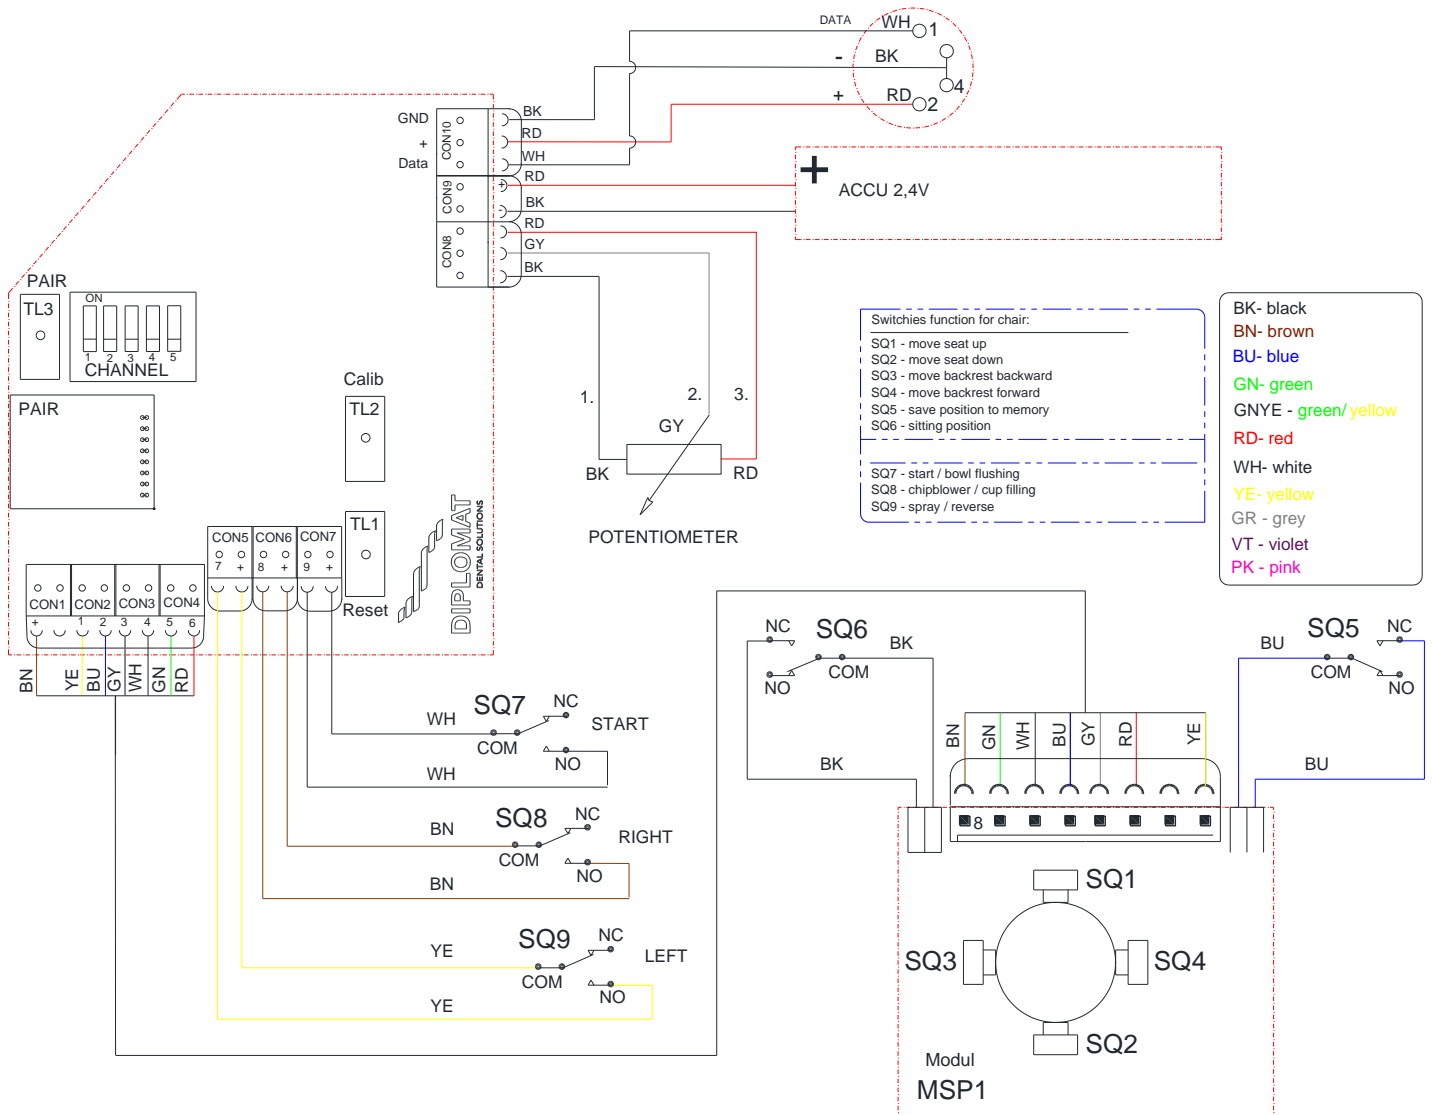 DATA WH 1
- BK
4
+ RD 2
GND
+
Data
CON10
BK
RD
WH
CON9
+ RD
- BK
CON8
RD
GY
BK
+
ACCU 2,4V
PAIR
TL3
ON
1 2 3 4 5
CHANNEL
PAIR
Calib
TL2
TL1
Reset
DIPLOMAT
DENTAL SOLUTIONS
1. 2. 3.
GY
BK RD
POTENTIOMETER
Switchies function for chair:
SQ1 - move seat up
SQ2 - move seat down
SQ3 - move backrest backward
SQ4 - move backrest forward
SQ5 - save position to memory
SQ6 - sitting position
SQ7 - start / bowl flushing
SQ8 - chipblower / cup filling
SQ9 - spray / reverse
BK- black
BN- brown
BU- blue
GN- green
GNYE - green/ yellow
RD- red
WH- white
YE- yellow
GR - grey
VT - violet
PK - pink
CON5 CON6 CON7
7 + 8 + 9 +
CON1 CON2 CON3 CON4
+ 1 2 3 4 5 6
BN YE BU GY WH GN RD
SQ7 NC
WH START
COM
NO
WH
SQ8 NC
BN RIGHT
COM
NO
BN
SQ9 NC
YE LEFT
COM
NO
YE
NC SQ6
BK
COM
NO
BK
SQ5 NC
BU
COM
NO
BU
BN GN WH BU GY RD YE
8
SQ1
SQ3 SQ4
SQ2
Modul
MSP1